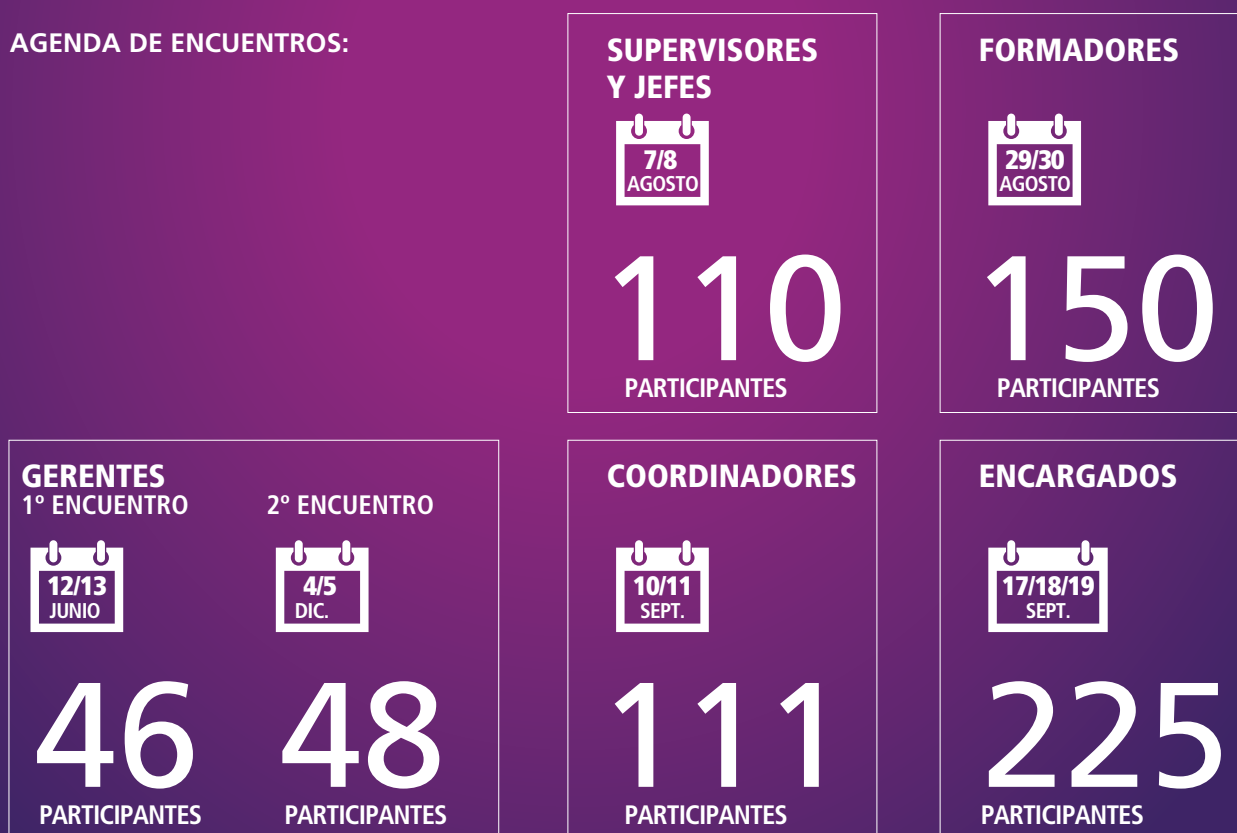 AGENDA DE ENCUENTROS:
SUPERVISORES
Y JEFES
7/8
AGOSTO
110
PARTICIPANTES
FORMADORES
29/30
AGOSTO
150
PARTICIPANTES
GERENTES
1º ENCUENTRO
12/13
JUNIO
46
PARTICIPANTES
2º ENCUENTRO
4/5
DIC.
48
PARTICIPANTES
COORDINADORES
10/11
SEPT.
111
PARTICIPANTES
ENCARGADOS
17/18/19
SEPT.
225
PARTICIPANTES